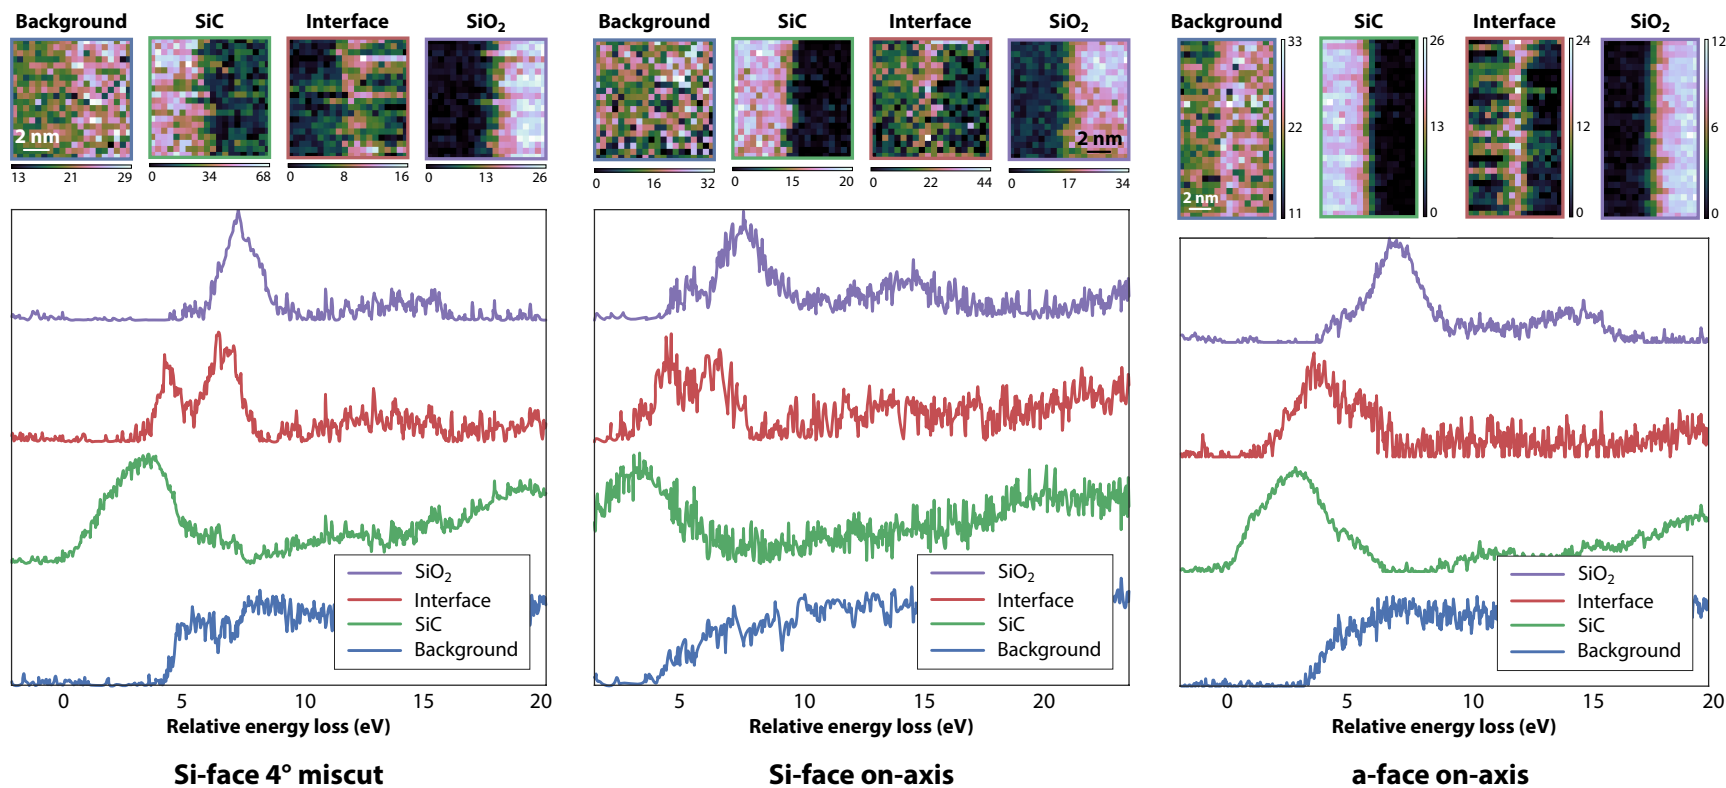 Background SiC Interface SiO₂
2 nm
13 21 29 0 34 68 0 8 16 0 13 26
SiO₂
Interface
SiC
Background
0 5 10 15 20
Relative energy loss (eV)
Si-face 4° miscut
Background SiC Interface SiO₂
2 nm
0 16 32 0 15 20 0 22 44 0 17 34
SiO₂
Interface
SiC
Background
5 10 15 20
Relative energy loss (eV)
Si-face on-axis
Background SiC Interface SiO₂
33 26 24 12
22 13 12 6
2 nm
11 0 0 0
SiO₂
Interface
SiC
Background
0 5 10 15 20
Relative energy loss (eV)
a-face on-axis